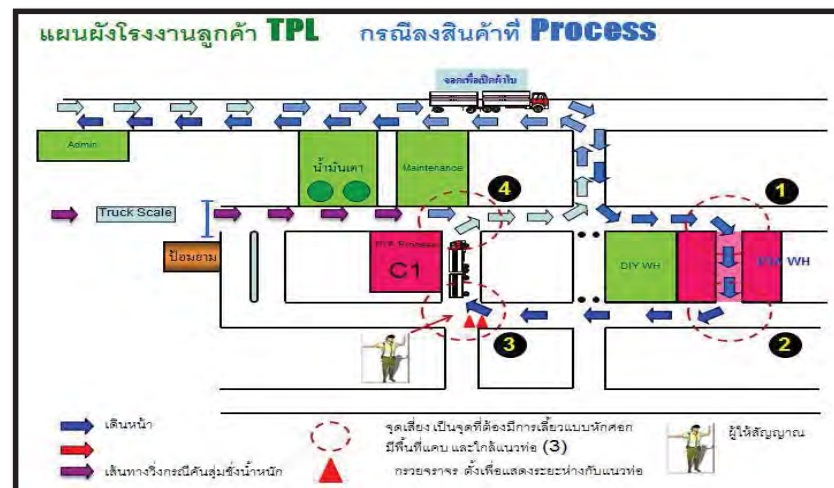 แผนผังโรงงานลูกค้า TPL กรณีลงสินค้าที่ Process
จอดเพื่อเปิดผ้าใบ
Admin
น้ำมันเตา
Maintenance
4
1
Truck Scale
ป้อมยาม
Process
C1
DIY WH
WH
3
2
เดินหน้า
เส้นทางวิ่งกรณีคันสุ่มชั่งน้ำหนัก
จุดเสี่ยง เป็นจุดที่ต้องมีการเลี้ยวแบบหักศอก
มีพื้นที่แคบ และใกล้แนวท่อ (3)
กรวยจราจร ตั้งเพื่อแสดงระยะห่างกับแนวท่อ
ผู้ให้สัญญาณ